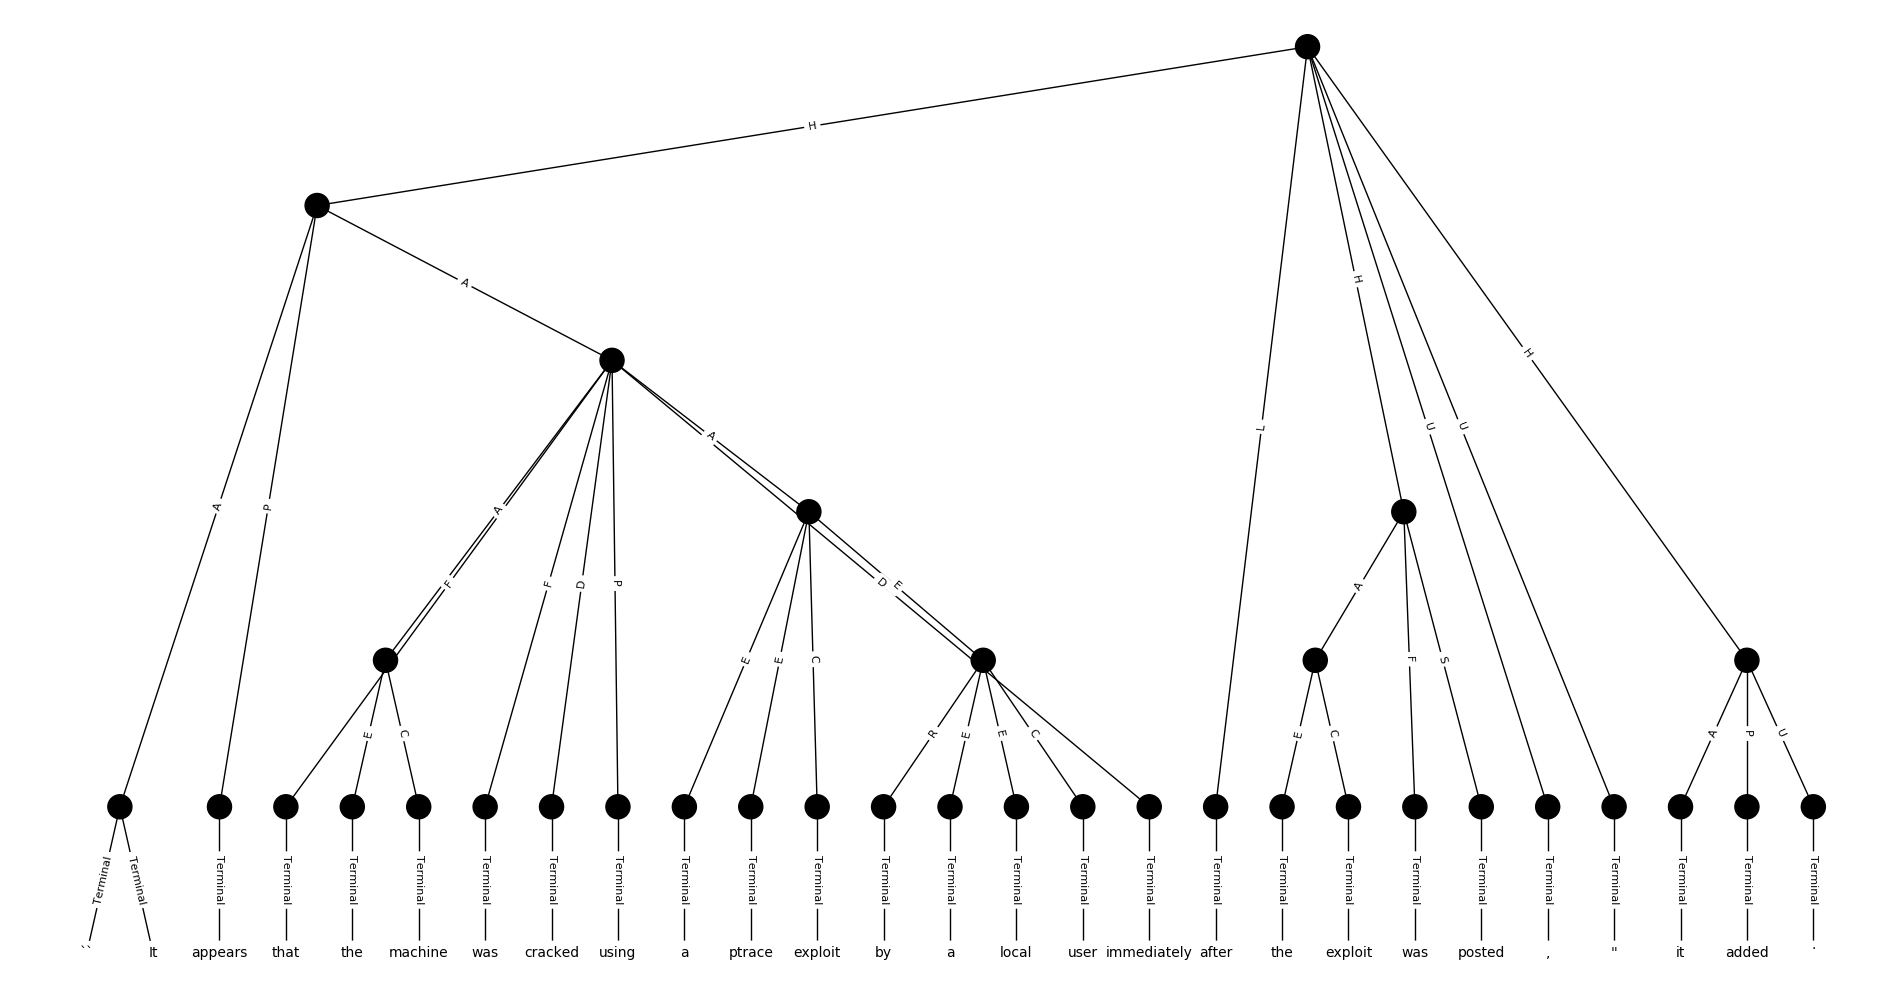 H
A
H
A
H
L
U
U
A
A
P
A
F
F
D
P
D
E
A
E
E
C
F
S
E
C
R
E
E
C
E
C
A
P
U
Terminal Terminal Terminal Terminal Terminal Terminal Terminal Terminal Terminal Terminal Terminal Terminal Terminal Terminal Terminal Terminal Terminal Terminal Terminal Terminal Terminal Terminal Terminal Terminal Terminal Terminal Terminal
`` It appears that the machine was cracked using a ptrace exploit by a local user immediately after the exploit was posted , " it added .